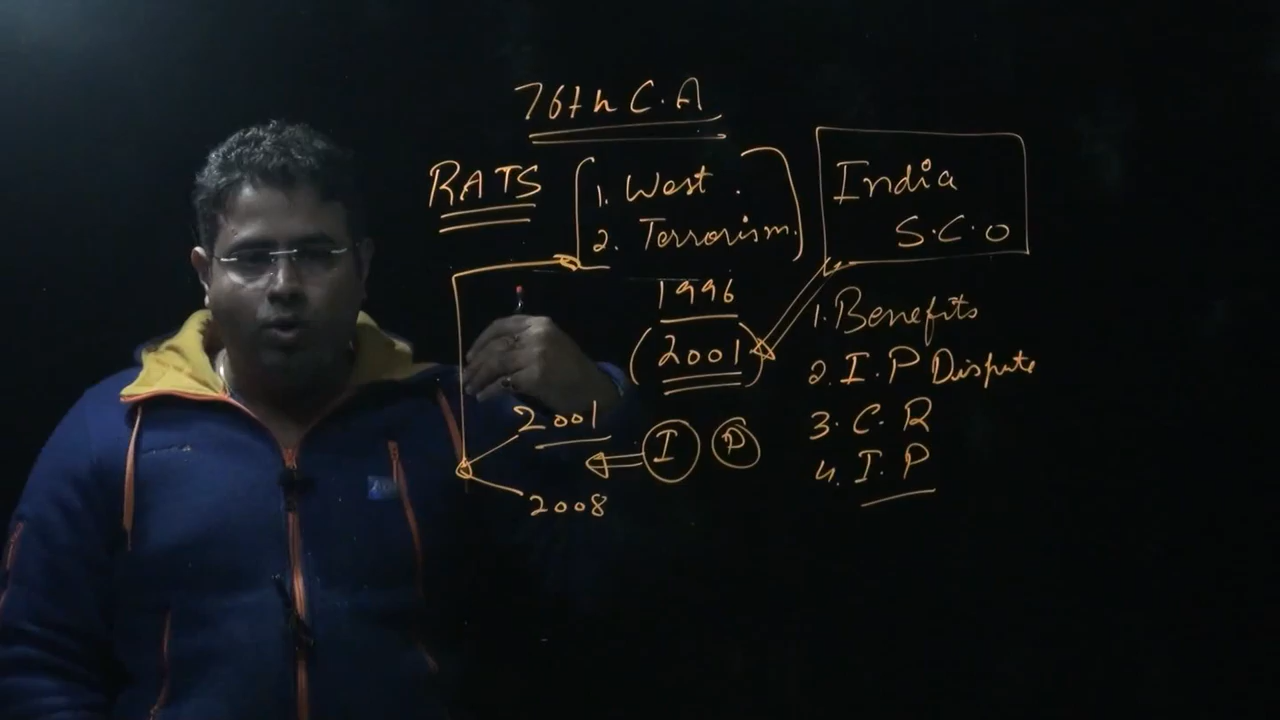 76th C.A
RATS
1. West.
2. Terrorism.
India
S.C.O
1996
(2001)
1. Benefits
2. I.P Dispute
3. C.R
4. I.P
2001
I P
2008